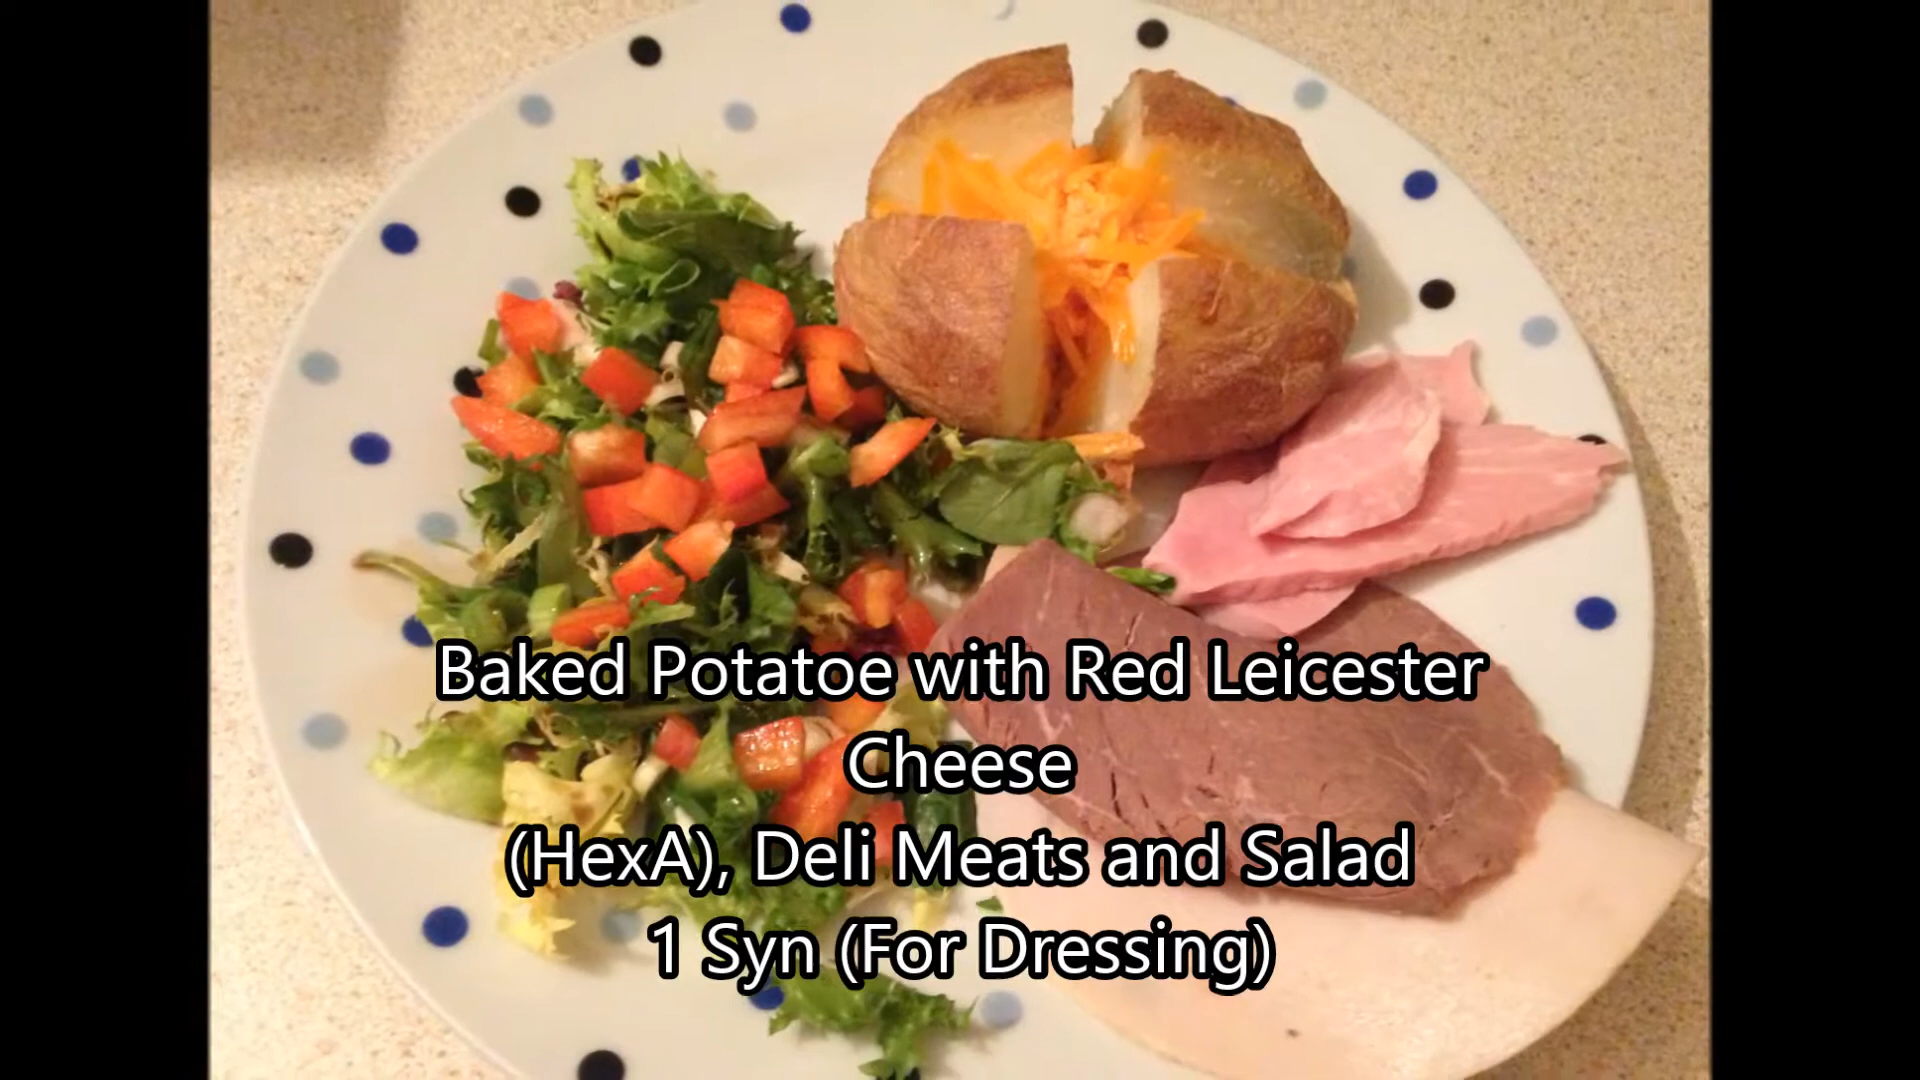 Baked Potatoe with Red Leicester
Cheese
(HexA), Deli Meats and Salad
1 Syn (For Dressing)